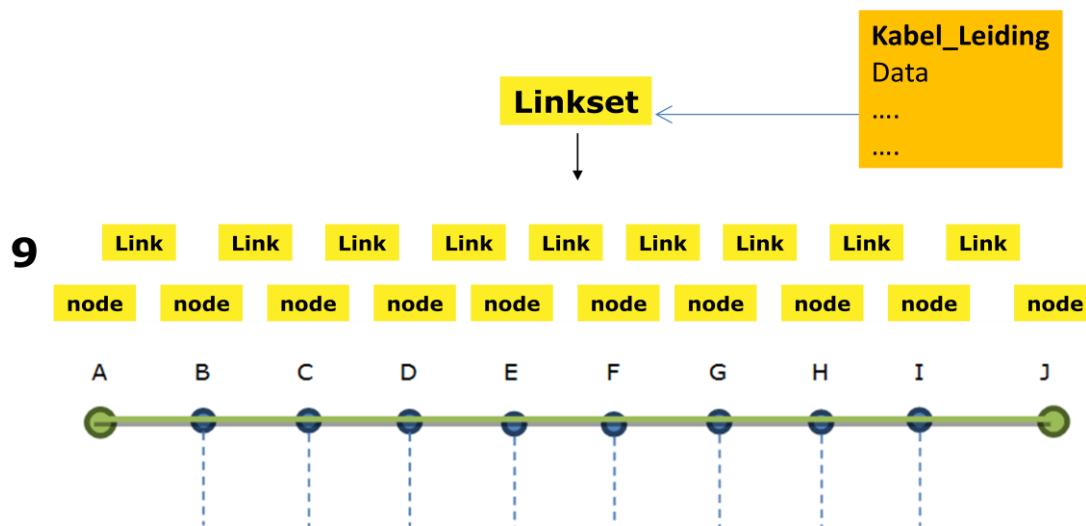 Kabel_Leiding
Data
....
....
Linkset
9
Link Link Link Link Link Link Link Link Link
node node node node node node node node node node
A B C D E F G H I J